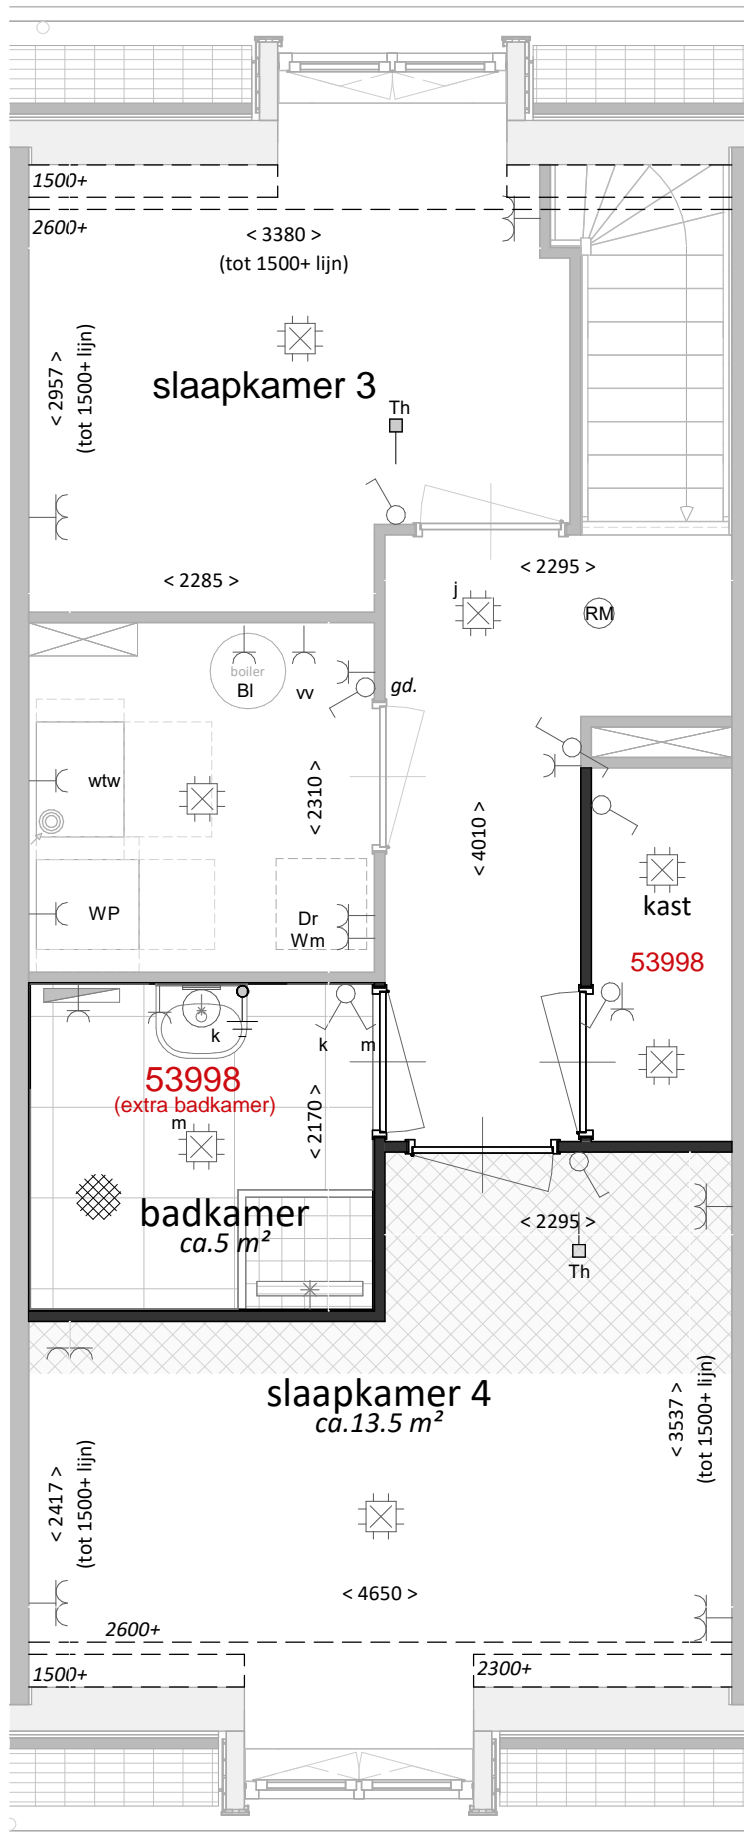 1500+
2600+
< 3380 >
(tot 1500+ lijn)
< 2957 >
(tot 1500+ lijn)
slaapkamer 3
Th
< 2285 >
< 2295 >
j
RM
boiler
Bl
vv
gd.
wtw
< 2310 >
< 4010 >
WP
Dr
Wm
kast
53998
k
k
m
53998
(extra badkamer)
m
< 2170 >
badkamer
ca.5 m²
< 2295 >
Th
slaapkamer 4
ca.13.5 m²
< 3537 >
(tot 1500+ lijn)
< 2417 >
(tot 1500+ lijn)
< 4650 >
2600+
1500+
2300+